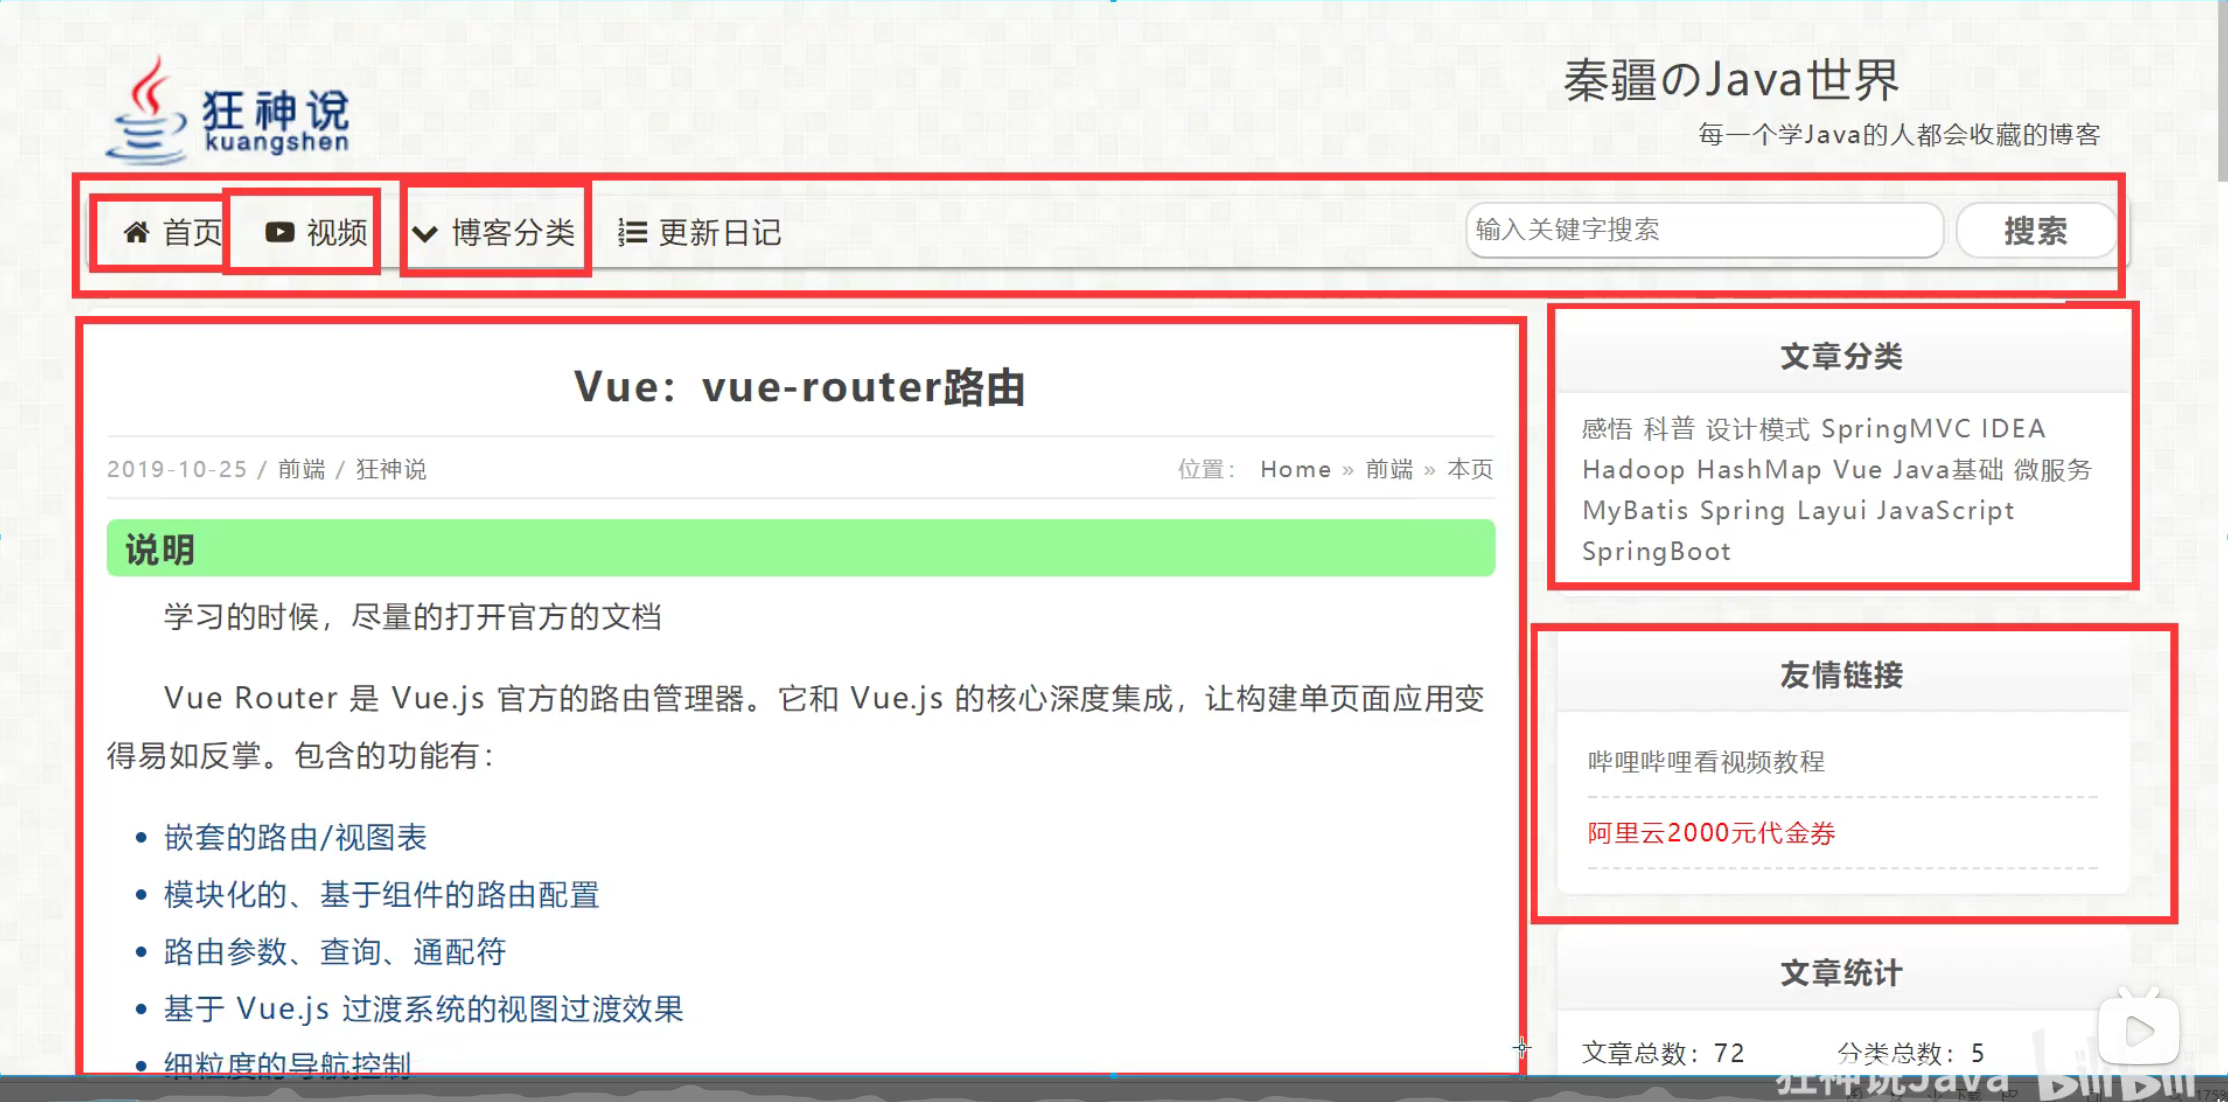 狂神说
kuangshen
秦疆のJava世界
每一个学Java的人都会收藏的博客
首页 视频 博客分类 更新日记 输入关键字搜索 搜索
Vue：vue-router路由
2019-10-25 / 前端 / 狂神说 位置： Home » 前端 » 本页
说明
学习的时候，尽量的打开官方的文档
Vue Router 是 Vue.js 官方的路由管理器。它和 Vue.js 的核心深度集成，让构建单页面应用变
得易如反掌。包含的功能有：
• 嵌套的路由/视图表
• 模块化的、基于组件的路由配置
• 路由参数、查询、通配符
• 基于 Vue.js 过渡系统的视图过渡效果
• 细粒度的导航控制
文章分类
感悟 科普 设计模式 SpringMVC IDEA
Hadoop HashMap Vue Java基础 微服务
MyBatis Spring Layui JavaScript
SpringBoot
友情链接
哔哩哔哩看视频教程
阿里云2000元代金券
文章统计
文章总数：72 分类总数：5
狂神说Java bilibili